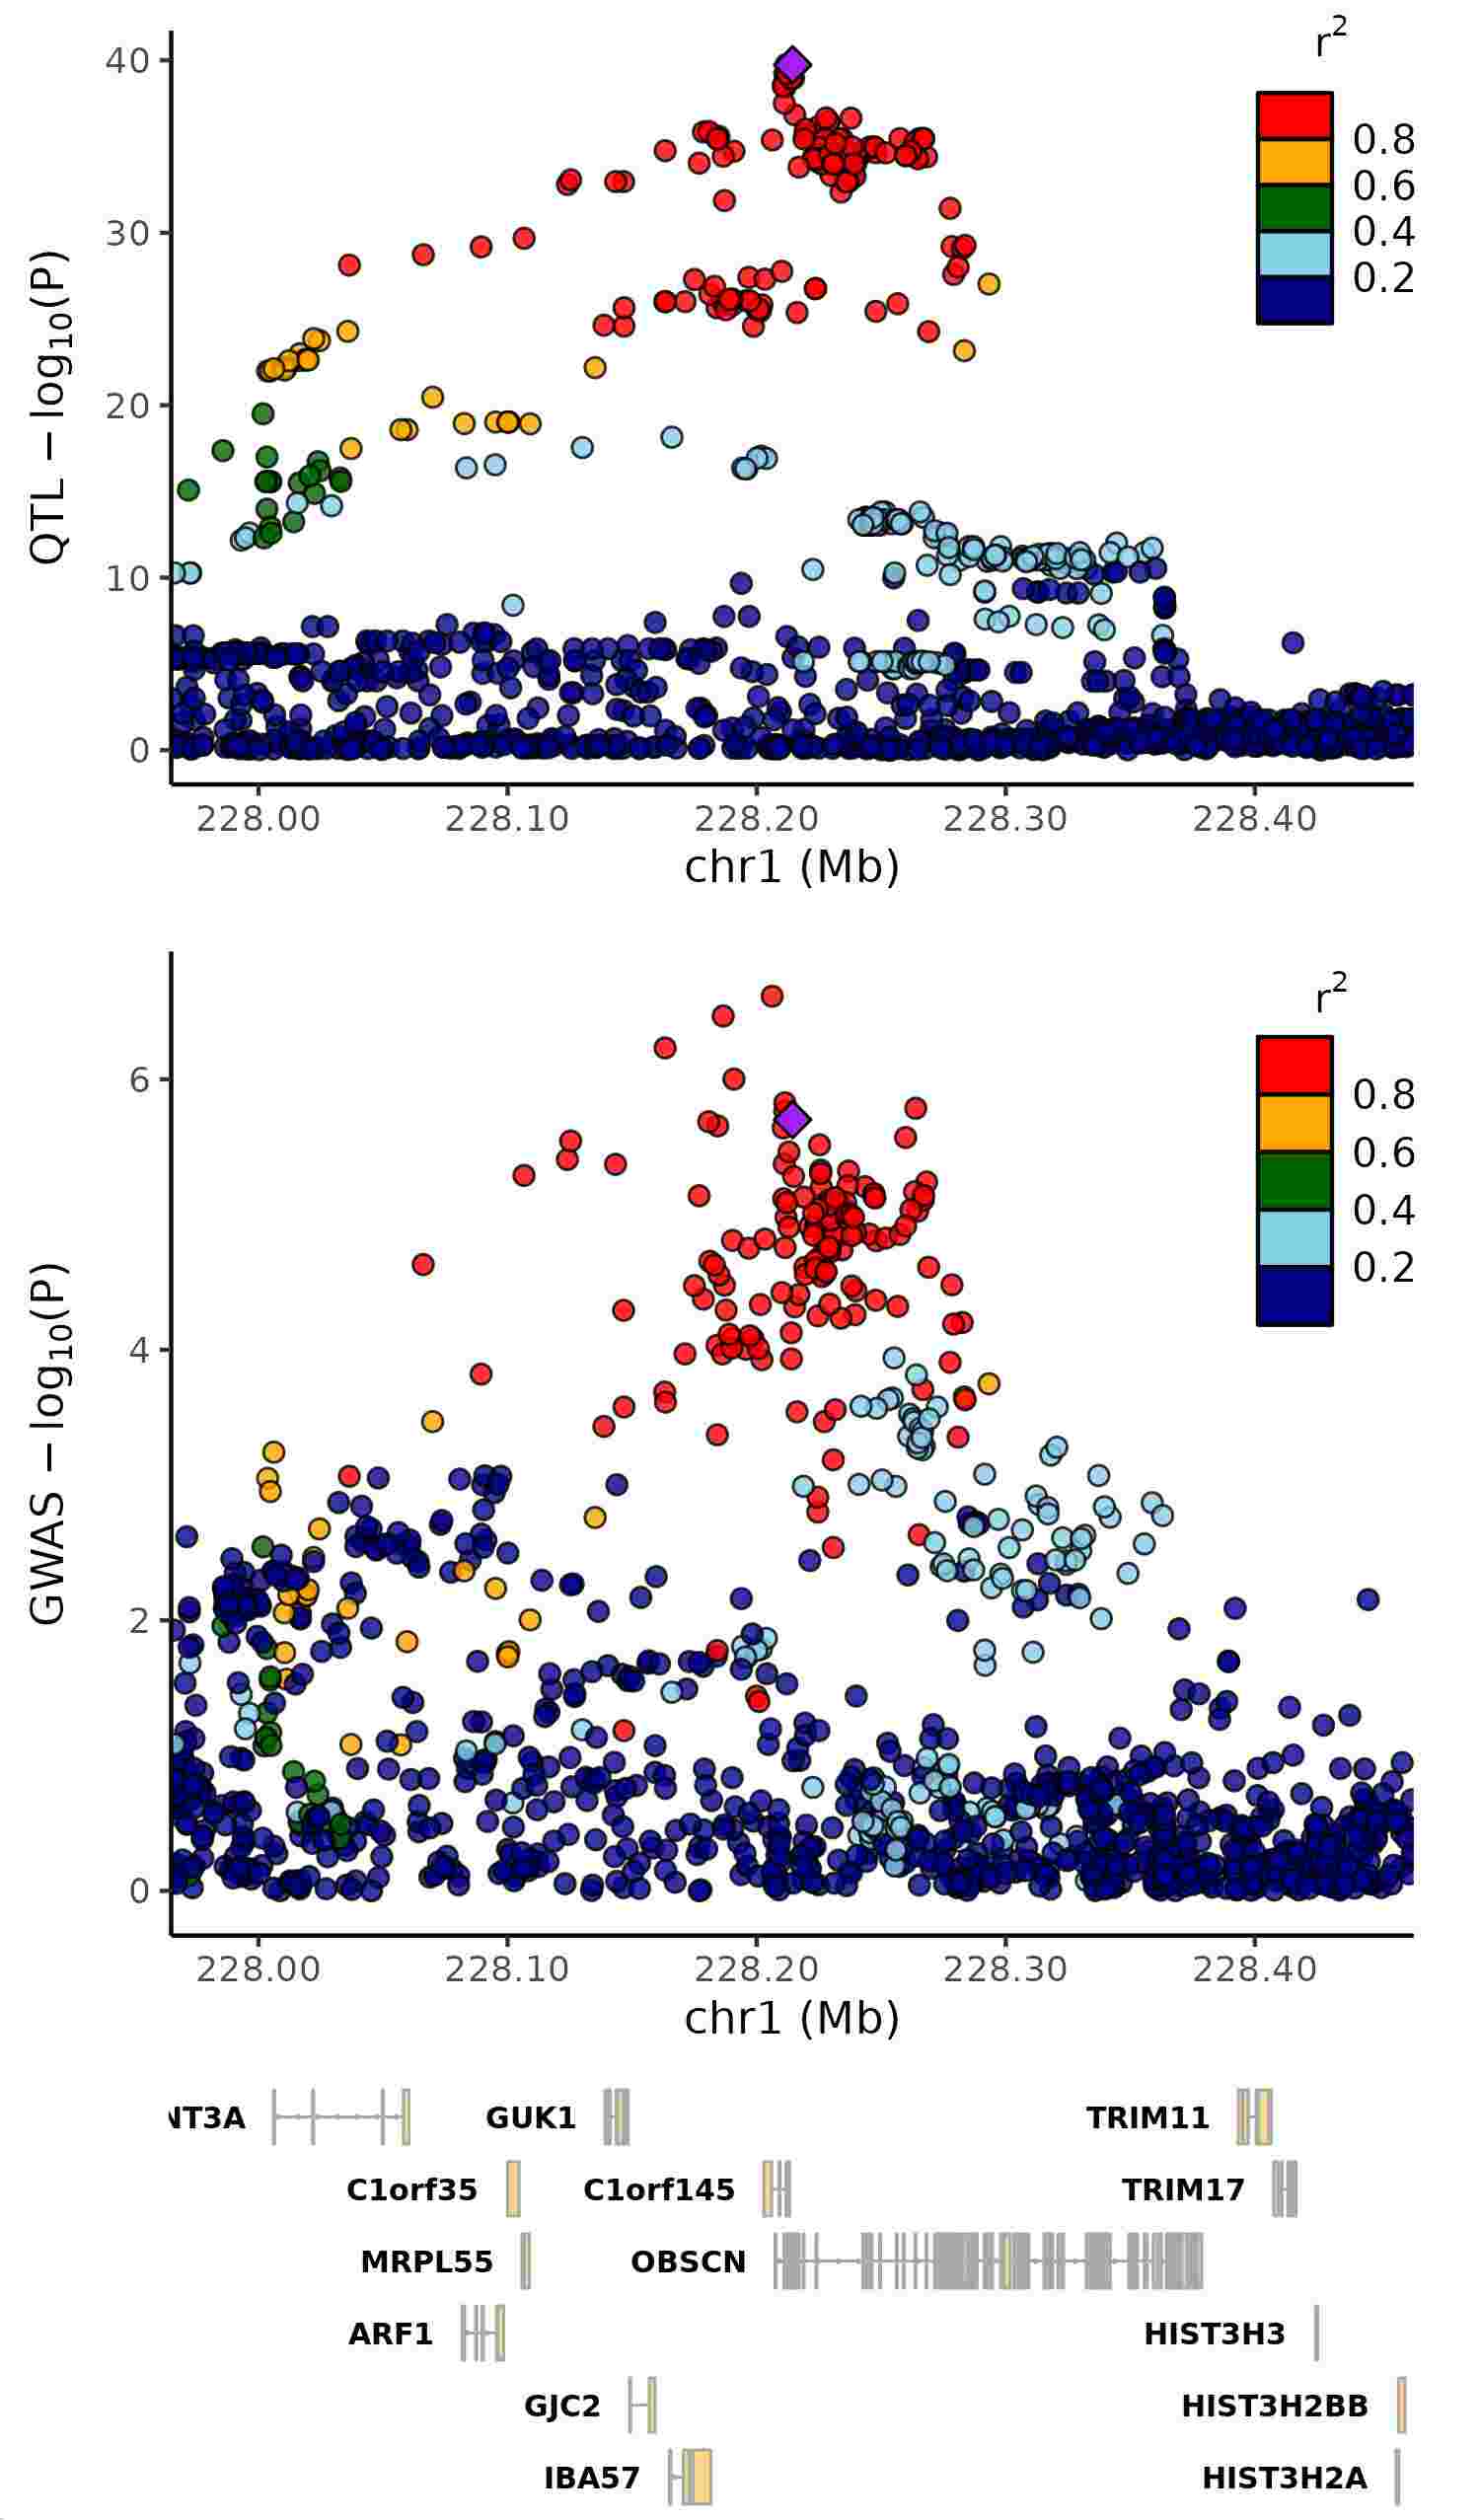 r2
40
30
20
10
0
QTL −log10(P)
0.8
0.6
0.4
0.2
228.00 228.10 228.20 228.30 228.40
chr1 (Mb)
r2
6
4
2
0
GWAS −log10(P)
0.8
0.6
0.4
0.2
228.00 228.10 228.20 228.30 228.40
chr1 (Mb)
NT3A GUK1 TRIM11
C1orf35 C1orf145 TRIM17
MRPL55 OBSCN
ARF1 HIST3H3
GJC2 HIST3H2BB
IBA57 HIST3H2A